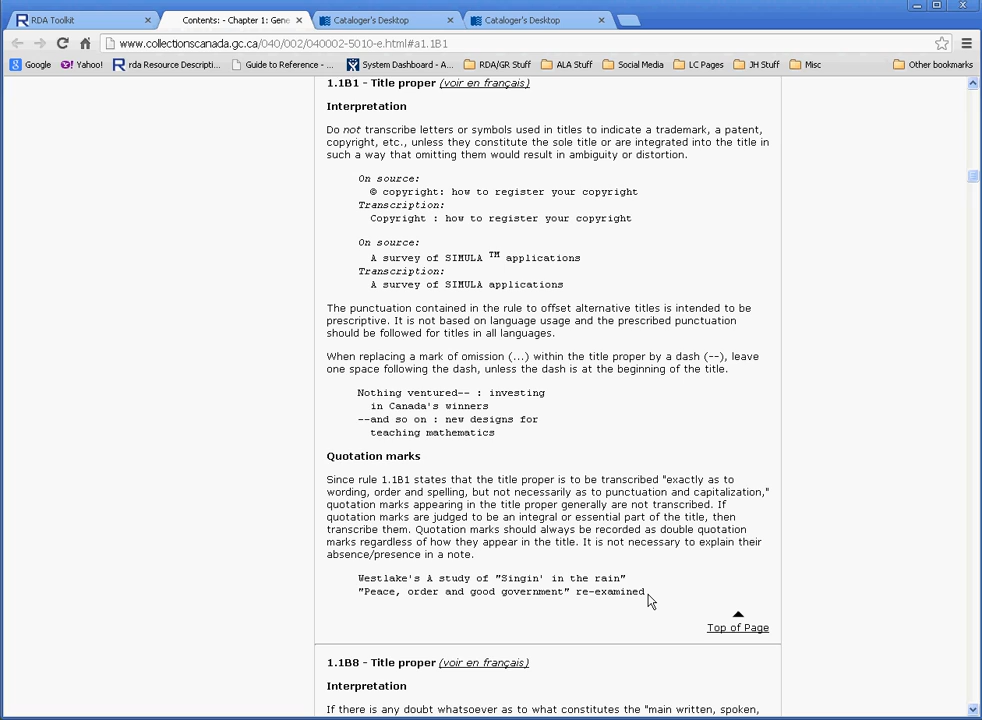 RDA Toolkit
Contents: - Chapter 1: Gene
Cataloger's Desktop
Cataloger's Desktop
www.collectionscanada.gc.ca/040/002/040002-5010-e.html#a1.1B1
Google
Yahoo!
rda Resource Descripti...
Guide to Reference - ...
System Dashboard - A...
RDA/GR Stuff
ALA Stuff
Social Media
LC Pages
JH Stuff
Misc
Other bookmarks
1.1B1 - Title proper (voir en français)
Interpretation
Do not transcribe letters or symbols used in titles to indicate a trademark, a patent,
copyright, etc., unless they constitute the sole title or are integrated into the title in
such a way that omitting them would result in ambiguity or distortion.
On source:
© copyright: how to register your copyright
Transcription:
Copyright : how to register your copyright
On source:
A survey of SIMULA TM applications
Transcription:
A survey of SIMULA applications
The punctuation contained in the rule to offset alternative titles is intended to be
prescriptive. It is not based on language usage and the prescribed punctuation
should be followed for titles in all languages.
When replacing a mark of omission (...) within the title proper by a dash (--), leave
one space following the dash, unless the dash is at the beginning of the title.
Nothing ventured-- : investing
in Canada's winners
--and so on : new designs for
teaching mathematics
Quotation marks
Since rule 1.1B1 states that the title proper is to be transcribed "exactly as to
wording, order and spelling, but not necessarily as to punctuation and capitalization,"
quotation marks appearing in the title proper generally are not transcribed. If
quotation marks are judged to be an integral or essential part of the title, then
transcribe them. Quotation marks should always be recorded as double quotation
marks regardless of how they appear in the title. It is not necessary to explain their
absence/presence in a note.
Westlake's A study of "Singin' in the rain"
"Peace, order and good government" re-examined
Top of Page
1.1B8 - Title proper (voir en français)
Interpretation
If there is any doubt whatsoever as to what constitutes the "main written, spoken,